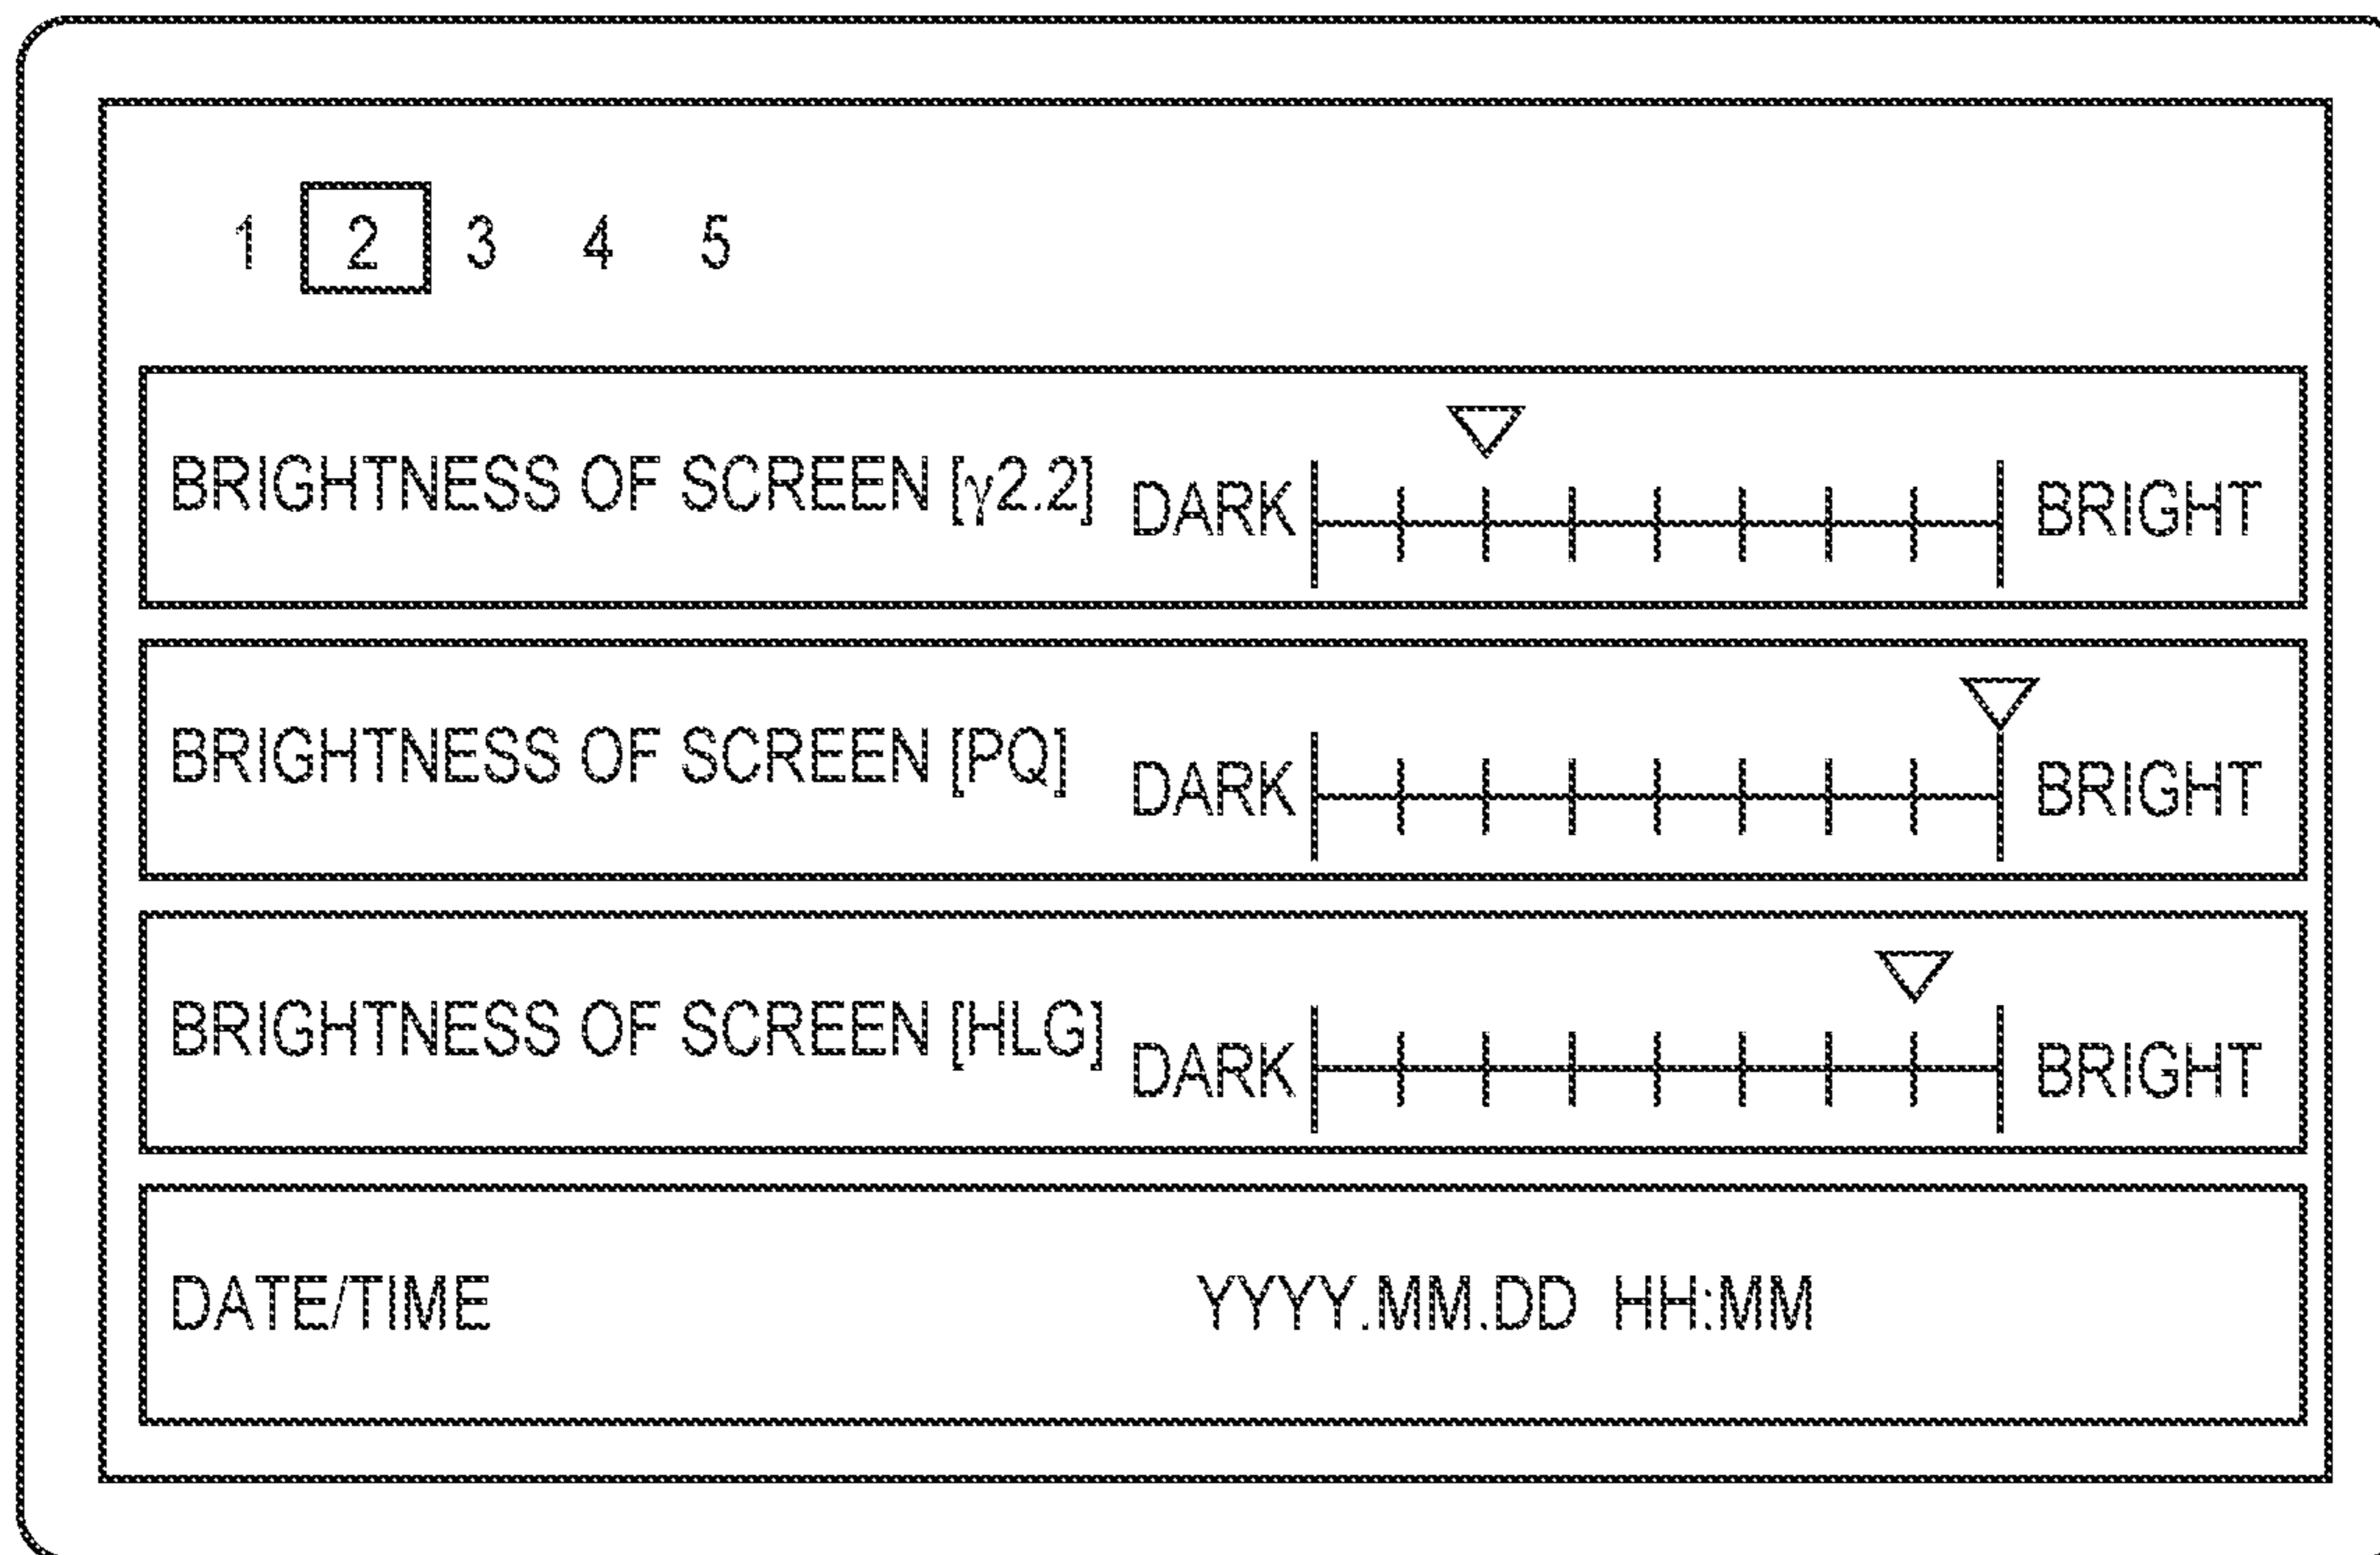 1 2 3 4 5
BRIGHTNESS OF SCREEN [γ2.2] DARK BRIGHT
BRIGHTNESS OF SCREEN [PQ] DARK BRIGHT
BRIGHTNESS OF SCREEN [HLG] DARK BRIGHT
DATE/TIME YYYY.MM.DD HH:MM